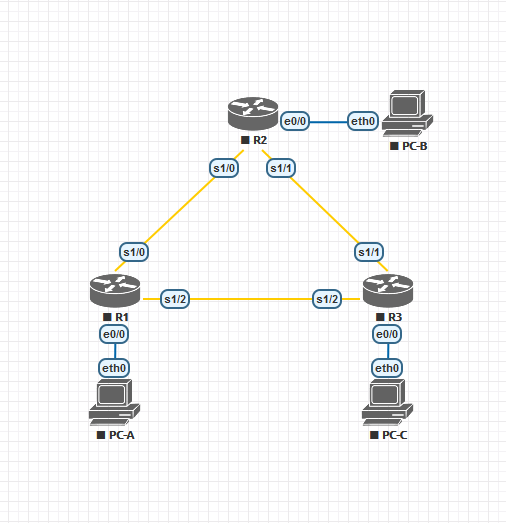 e0/0
eth0
R2
PC-B
s1/0
s1/1
s1/0
s1/1
s1/2
s1/2
R1
R3
e0/0
e0/0
eth0
eth0
PC-A
PC-C